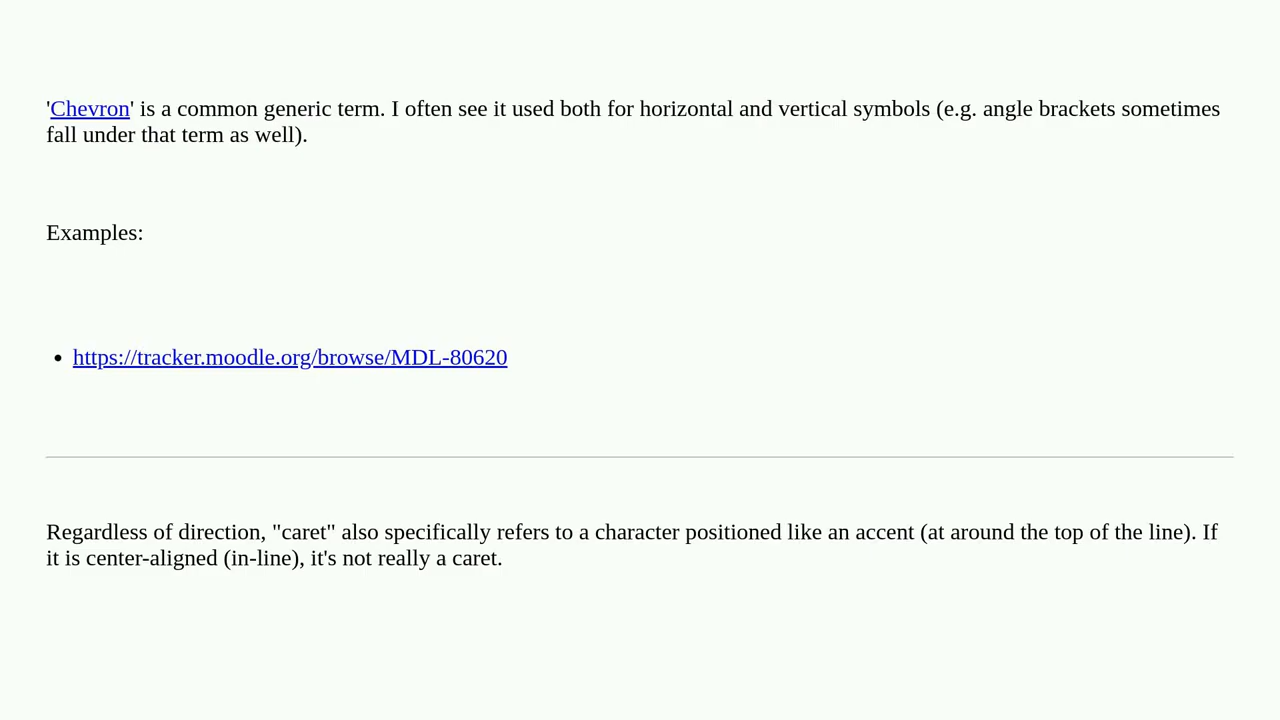 'Chevron' is a common generic term. I often see it used both for horizontal and vertical symbols (e.g. angle brackets sometimes
fall under that term as well).
Examples:
• https://tracker.moodle.org/browse/MDL-80620
Regardless of direction, "caret" also specifically refers to a character positioned like an accent (at around the top of the line). If
it is center-aligned (in-line), it's not really a caret.